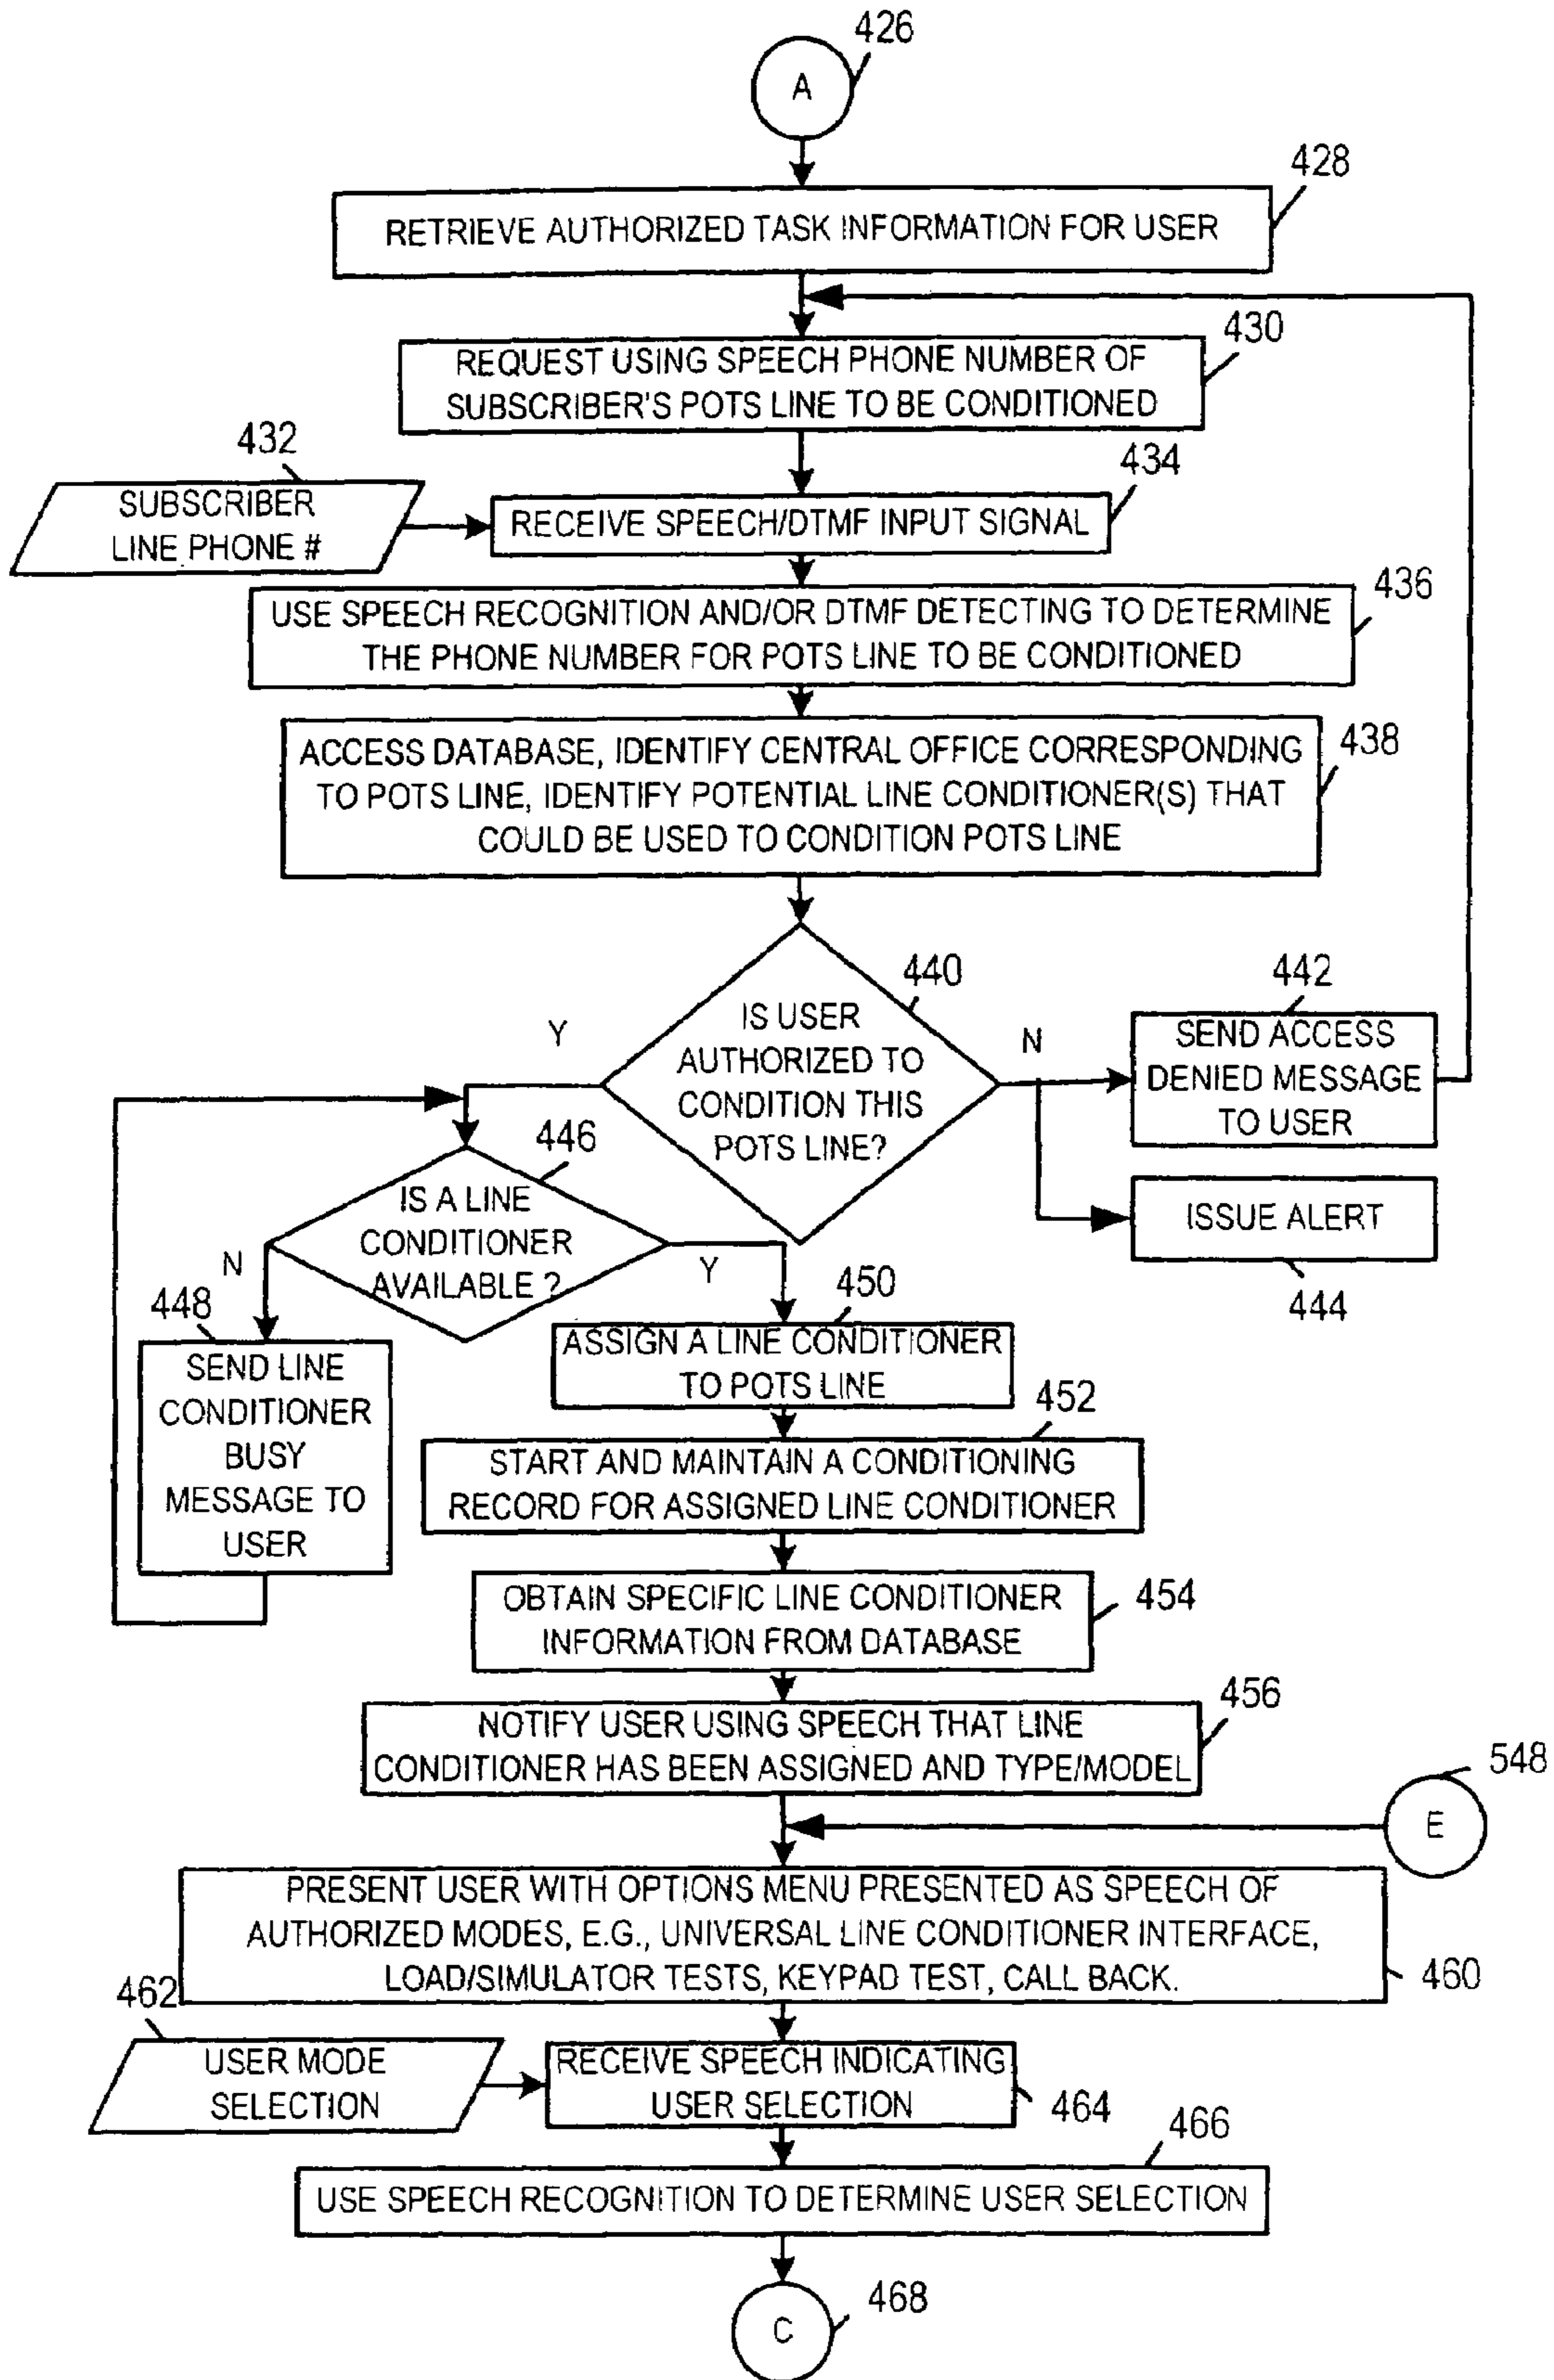 426
A
428
RETRIEVE AUTHORIZED TASK INFORMATION FOR USER
430
REQUEST USING SPEECH PHONE NUMBER OF
SUBSCRIBER'S POTS LINE TO BE CONDITIONED
432
SUBSCRIBER
LINE PHONE #
434
RECEIVE SPEECH/DTMF INPUT SIGNAL
436
USE SPEECH RECOGNITION AND/OR DTMF DETECTING TO DETERMINE
THE PHONE NUMBER FOR POTS LINE TO BE CONDITIONED
438
ACCESS DATABASE, IDENTIFY CENTRAL OFFICE CORRESPONDING
TO POTS LINE, IDENTIFY POTENTIAL LINE CONDITIONER(S) THAT
COULD BE USED TO CONDITION POTS LINE
440
IS USER
AUTHORIZED TO
CONDITION THIS
POTS LINE?
Y
N
442
SEND ACCESS
DENIED MESSAGE
TO USER
ISSUE ALERT
444
446
IS A LINE
CONDITIONER
AVAILABLE ?
N
Y
448
SEND LINE
CONDITIONER
BUSY
MESSAGE TO
USER
450
ASSIGN A LINE CONDITIONER
TO POTS LINE
452
START AND MAINTAIN A CONDITIONING
RECORD FOR ASSIGNED LINE CONDITIONER
454
OBTAIN SPECIFIC LINE CONDITIONER
INFORMATION FROM DATABASE
456
NOTIFY USER USING SPEECH THAT LINE
CONDITIONER HAS BEEN ASSIGNED AND TYPE/MODEL
548
E
PRESENT USER WITH OPTIONS MENU PRESENTED AS SPEECH OF
AUTHORIZED MODES, E.G., UNIVERSAL LINE CONDITIONER INTERFACE,
LOAD/SIMULATOR TESTS, KEYPAD TEST, CALL BACK.
460
462
USER MODE
SELECTION
RECEIVE SPEECH INDICATING
USER SELECTION
464
466
USE SPEECH RECOGNITION TO DETERMINE USER SELECTION
468
C